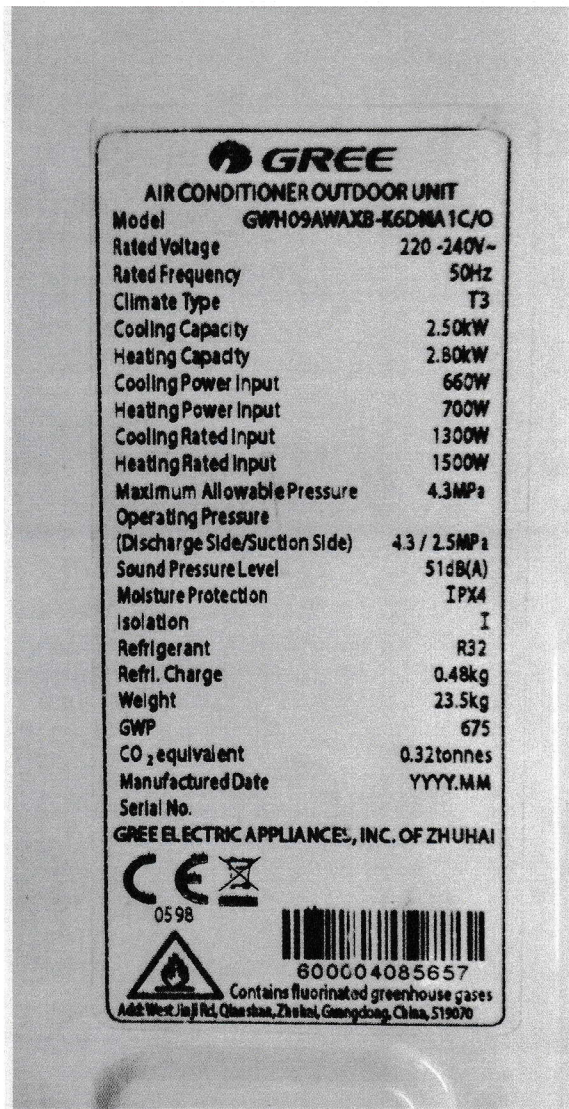 GREE
AIR CONDITIONER OUTDOOR UNIT
Model GWH09AWAXB-K6DNA1C/O
Rated Voltage 220 -240V~
Rated Frequency 50Hz
Climate Type T3
Cooling Capacity 2.50kW
Heating Capacity 2.80kW
Cooling Power Input 660W
Heating Power Input 700W
Cooling Rated Input 1300W
Heating Rated Input 1500W
Maximum Allowable Pressure 4.3MPa
Operating Pressure
(Discharge Side/Suction Side) 4.3 / 2.5MPa
Sound Pressure Level 51dB(A)
Moisture Protection IPX4
Isolation I
Refrigerant R32
Refri. Charge 0.48kg
Weight 23.5kg
GWP 675
CO₂ equivalent 0.32tonnes
Manufactured Date YYYY.MM
Serial No.
GREE ELECTRIC APPLIANCES, INC. OF ZHUHAI
CE
0598
600004085657
Contains fluorinated greenhouse gases
Add: West Jinji Rd, Qianshan, Zhuhai, Guangdong, China, 519070